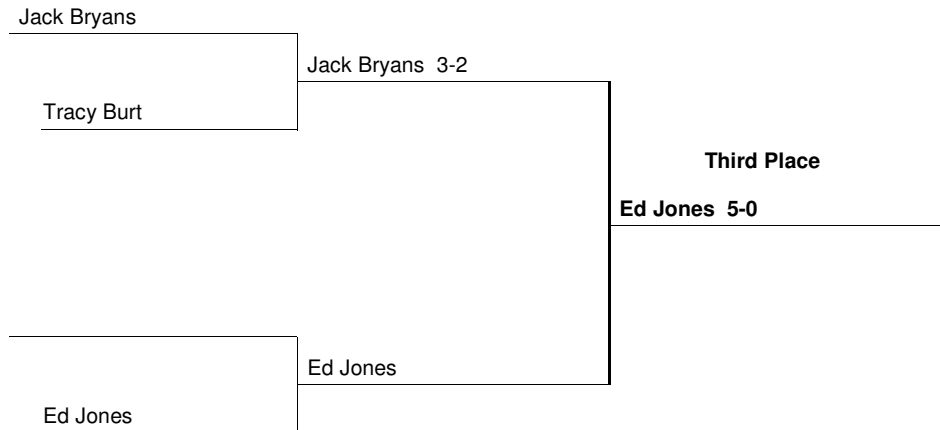 Jack Bryans
Jack Bryans 3-2
Tracy Burt
Third Place
Ed Jones 5-0
Ed Jones
Ed Jones